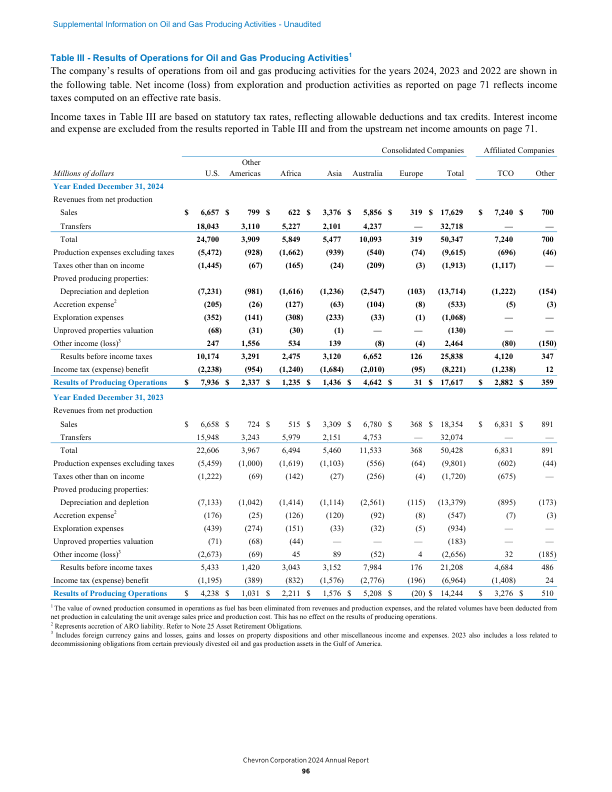 Supplemental Information on Oil and Gas Producing Activities - Unaudited
Table III - Results of Operations for Oil and Gas Producing Activities¹
The company's results of operations from oil and gas producing activities for the years 2024, 2023 and 2022 are shown in
the following table. Net income (loss) from exploration and production activities as reported on page 71 reflects income
taxes computed on an effective rate basis.
Income taxes in Table III are based on statutory tax rates, reflecting allowable deductions and tax credits. Interest income
and expense are excluded from the results reported in Table III and from the upstream net income amounts on page 71.
Consolidated Companies Affiliated Companies
Other
Millions of dollars U.S. Americas Africa Asia Australia Europe Total TCO Other
Year Ended December 31, 2024
Revenues from net production
Sales $ 6,657 $ 799 $ 622 $ 3,376 $ 5,856 $ 319 $ 17,629 $ 7,240 $ 700
Transfers 18,043 3,110 5,227 2,101 4,237 — 32,718 — —
Total 24,700 3,909 5,849 5,477 10,093 319 50,347 7,240 700
Production expenses excluding taxes (5,472) (928) (1,662) (939) (540) (74) (9,615) (696) (46)
Taxes other than on income (1,445) (67) (165) (24) (209) (3) (1,913) (1,117) —
Proved producing properties:
Depreciation and depletion (7,231) (981) (1,616) (1,236) (2,547) (103) (13,714) (1,222) (154)
Accretion expense² (205) (26) (127) (63) (104) (8) (533) (5) (3)
Exploration expenses (352) (141) (308) (233) (33) (1) (1,068) — —
Unproved properties valuation (68) (31) (30) (1) — — (130) — —
Other income (loss)³ 247 1,556 534 139 (8) (4) 2,464 (80) (150)
Results before income taxes 10,174 3,291 2,475 3,120 6,652 126 25,838 4,120 347
Income tax (expense) benefit (2,238) (954) (1,240) (1,684) (2,010) (95) (8,221) (1,238) 12
Results of Producing Operations $ 7,936 $ 2,337 $ 1,235 $ 1,436 $ 4,642 $ 31 $ 17,617 $ 2,882 $ 359
Year Ended December 31, 2023
Revenues from net production
Sales $ 6,658 $ 724 $ 515 $ 3,309 $ 6,780 $ 368 $ 18,354 $ 6,831 $ 891
Transfers 15,948 3,243 5,979 2,151 4,753 — 32,074 — —
Total 22,606 3,967 6,494 5,460 11,533 368 50,428 6,831 891
Production expenses excluding taxes (5,459) (1,000) (1,619) (1,103) (556) (64) (9,801) (602) (44)
Taxes other than on income (1,222) (69) (142) (27) (256) (4) (1,720) (675) —
Proved producing properties:
Depreciation and depletion (7,133) (1,042) (1,414) (1,114) (2,561) (115) (13,379) (895) (173)
Accretion expense² (176) (25) (126) (120) (92) (8) (547) (7) (3)
Exploration expenses (439) (274) (151) (33) (32) (5) (934) — —
Unproved properties valuation (71) (68) (44) — — — (183) — —
Other income (loss)³ (2,673) (69) 45 89 (52) 4 (2,656) 32 (185)
Results before income taxes 5,433 1,420 3,043 3,152 7,984 176 21,208 4,684 486
Income tax (expense) benefit (1,195) (389) (832) (1,576) (2,776) (196) (6,964) (1,408) 24
Results of Producing Operations $ 4,238 $ 1,031 $ 2,211 $ 1,576 $ 5,208 $ (20) $ 14,244 $ 3,276 $ 510
¹ The value of owned production consumed in operations as fuel has been eliminated from revenues and production expenses, and the related volumes have been deducted from
net production in calculating the unit average sales price and production cost. This has no effect on the results of producing operations.
² Represents accretion of ARO liability. Refer to Note 25 Asset Retirement Obligations.
³ Includes foreign currency gains and losses, gains and losses on property dispositions and other miscellaneous income and expenses. 2023 also includes a loss related to
decommissioning obligations from certain previously divested oil and gas production assets in the Gulf of America.
Chevron Corporation 2024 Annual Report
96